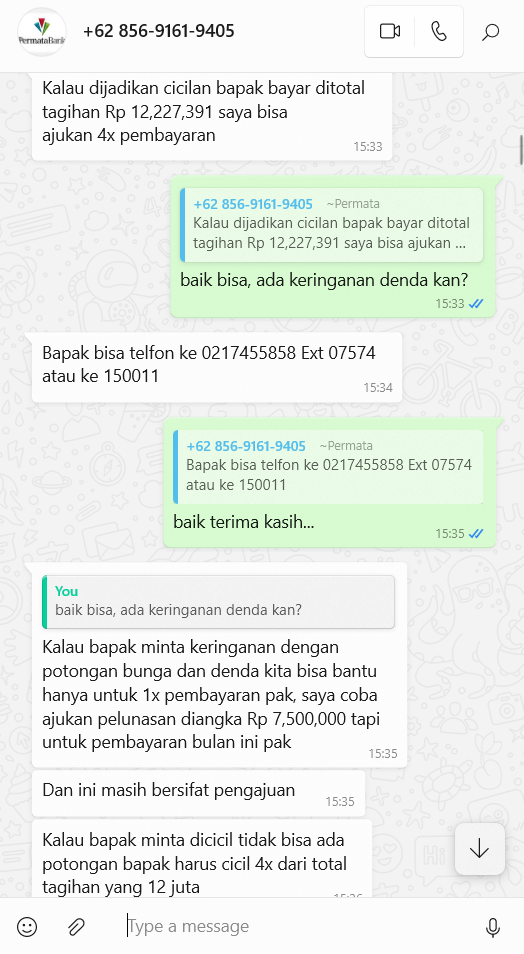 PermataBank
+62 856-9161-9405
Kalau dijadikan cicilan bapak bayar ditotal
tagihan Rp 12,227,391 saya bisa
ajukan 4x pembayaran
15:33
+62 856-9161-9405 ~Permata
Kalau dijadikan cicilan bapak bayar ditotal
tagihan Rp 12,227,391 saya bisa ajukan ...
baik bisa, ada keringanan denda kan?
15:33
Bapak bisa telfon ke 0217455858 Ext 07574
atau ke 150011
15:34
+62 856-9161-9405 ~Permata
Bapak bisa telfon ke 0217455858 Ext 07574
atau ke 150011
baik terima kasih...
15:35
You
baik bisa, ada keringanan denda kan?
Kalau bapak minta keringanan dengan
potongan bunga dan denda kita bisa bantu
hanya untuk 1x pembayaran pak, saya coba
ajukan pelunasan diangka Rp 7,500,000 tapi
untuk pembayaran bulan ini pak
15:35
Dan ini masih bersifat pengajuan
15:35
Kalau bapak minta dicicil tidak bisa ada
potongan bapak harus cicil 4x dari total
tagihan yang 12 juta
Type a message